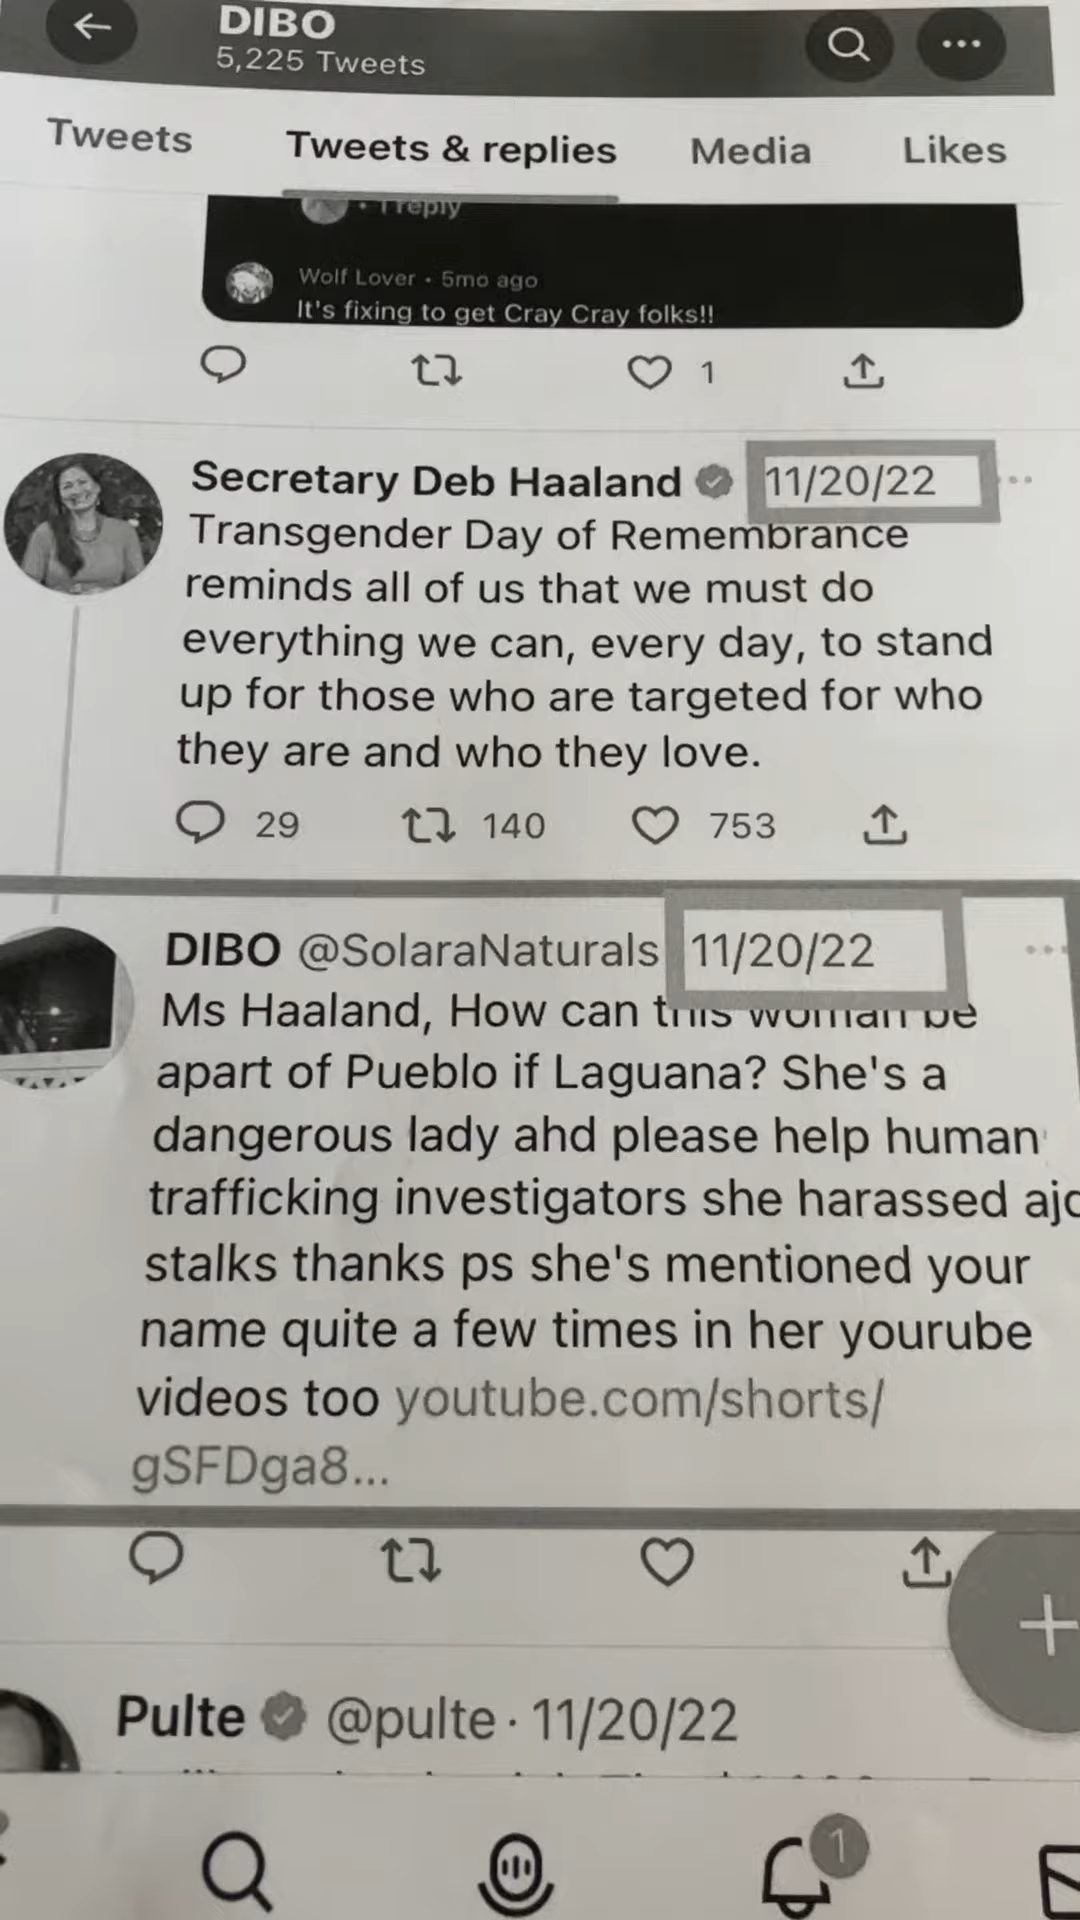 DIBO
5,225 Tweets
Tweets Tweets & replies Media Likes
· 1 reply
Wolf Lover · 5mo ago
It's fixing to get Cray Cray folks!!
1
Secretary Deb Haaland 11/20/22
Transgender Day of Remembrance
reminds all of us that we must do
everything we can, every day, to stand
up for those who are targeted for who
they are and who they love.
29 140 753
DIBO @SolaraNaturals 11/20/22
Ms Haaland, How can this woman be
apart of Pueblo if Laguana? She's a
dangerous lady ahd please help human
trafficking investigators she harassed
stalks thanks ps she's mentioned your
name quite a few times in her yourube
videos too youtube.com/shorts/
gSFDga8...
Pulte @pulte · 11/20/22
1